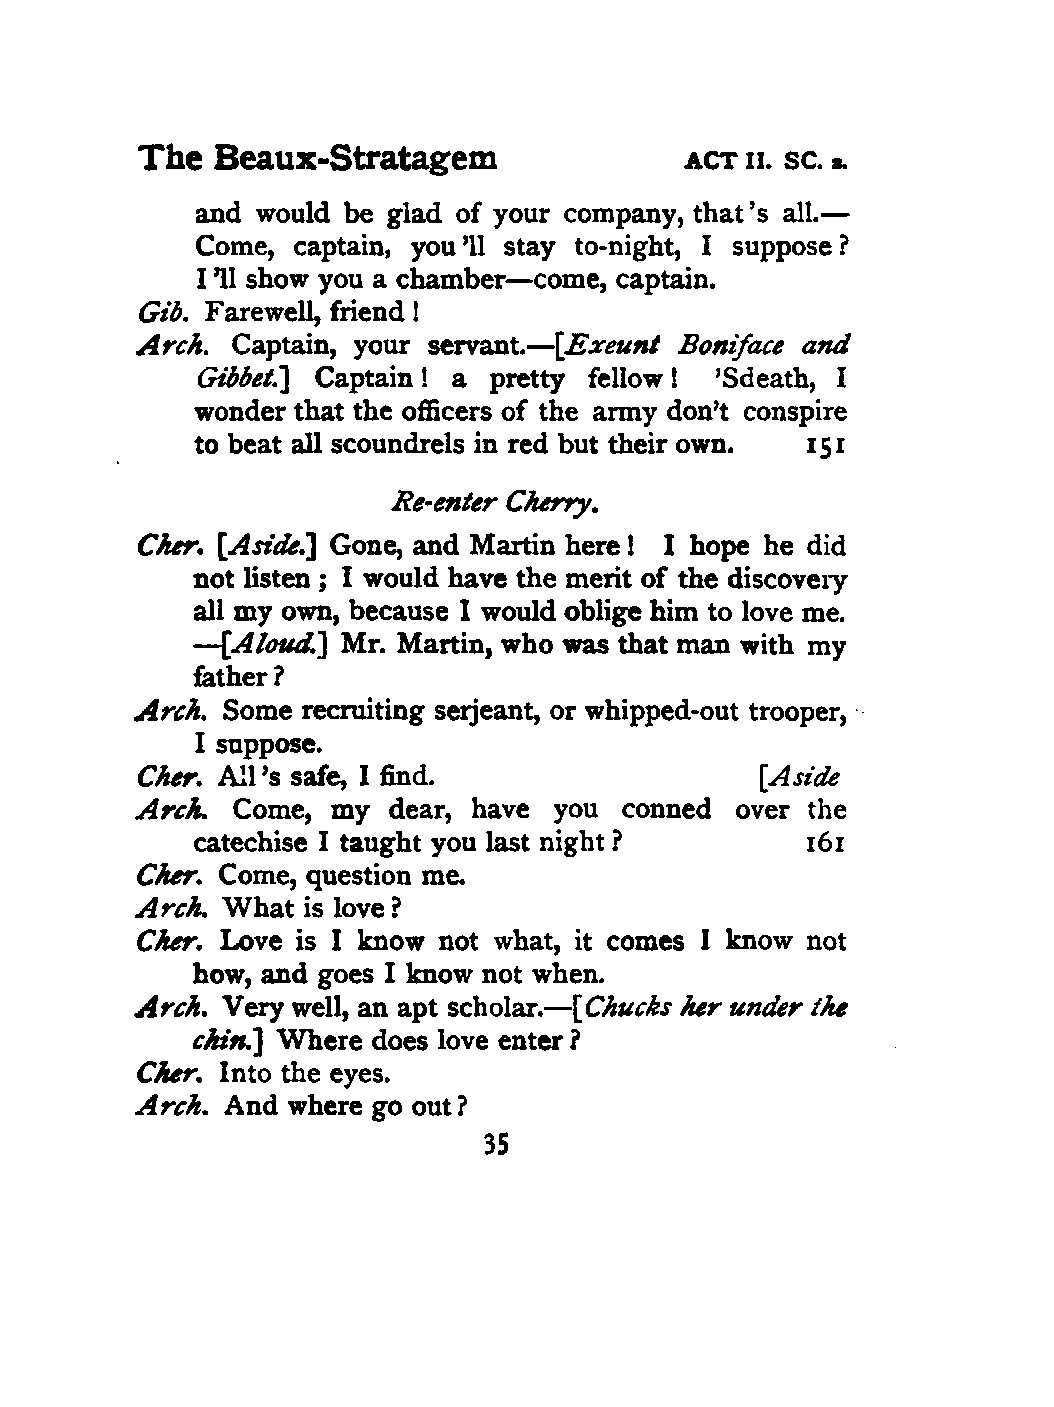 The Beaux-Stratagem ACT II. SC. 2.
and would be glad of your company, that's all.—
Come, captain, you'll stay to-night, I suppose?
I'll show you a chamber—come, captain.
Gib. Farewell, friend!
Arch. Captain, your servant.—[Exeunt Boniface and
Gibbet.] Captain! a pretty fellow! 'Sdeath, I
wonder that the officers of the army don't conspire
to beat all scoundrels in red but their own. 151
Re-enter Cherry.
Cher. [Aside.] Gone, and Martin here! I hope he did
not listen; I would have the merit of the discovery
all my own, because I would oblige him to love me.
—[Aloud.] Mr. Martin, who was that man with my
father?
Arch. Some recruiting serjeant, or whipped-out trooper,
I suppose.
Cher. All's safe, I find. [Aside
Arch. Come, my dear, have you conned over the
catechise I taught you last night? 161
Cher. Come, question me.
Arch. What is love?
Cher. Love is I know not what, it comes I know not
how, and goes I know not when.
Arch. Very well, an apt scholar.—[Chucks her under the
chin.] Where does love enter?
Cher. Into the eyes.
Arch. And where go out?
35